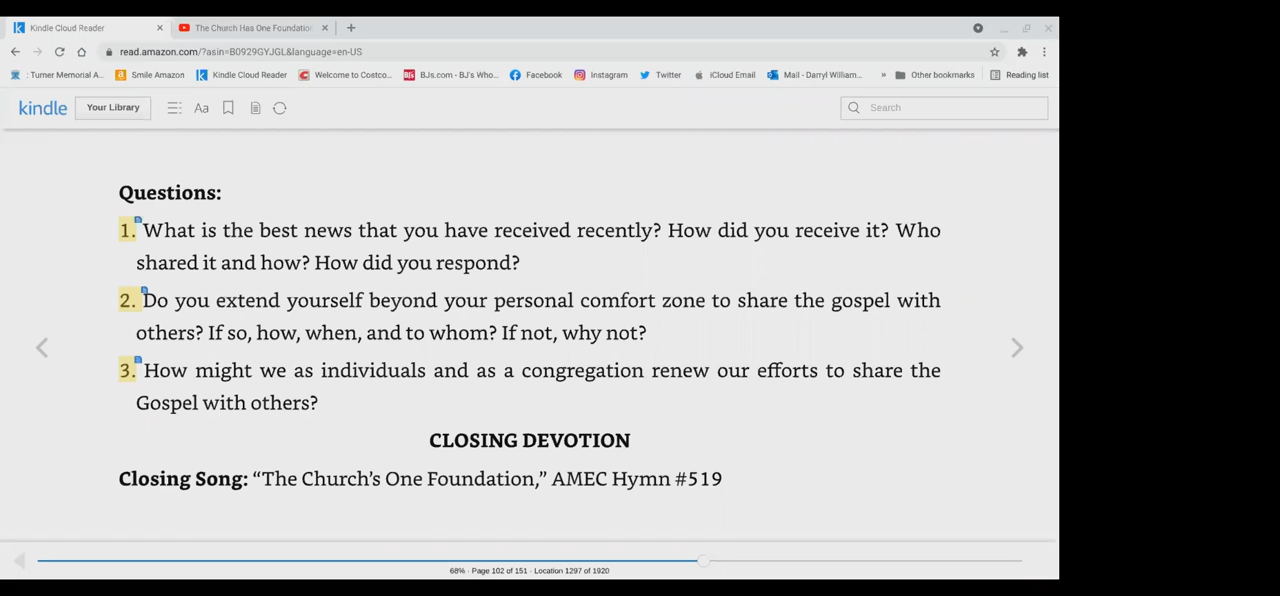 Kindle Cloud Reader
The Church Has One Foundation
read.amazon.com/?asin=B0929GYJGL&language=en-US
: Turner Memorial A...
Smile Amazon
Kindle Cloud Reader
Welcome to Costco...
BJs.com - BJ's Who...
Facebook
Instagram
Twitter
iCloud Email
Mail - Darryl William...
»
Other bookmarks
Reading list
kindle
Your Library
Aa
Search
Questions:
1. What is the best news that you have received recently? How did you receive it? Who
shared it and how? How did you respond?
2. Do you extend yourself beyond your personal comfort zone to share the gospel with
others? If so, how, when, and to whom? If not, why not?
3. How might we as individuals and as a congregation renew our efforts to share the
Gospel with others?
CLOSING DEVOTION
Closing Song: “The Church’s One Foundation,” AMEC Hymn #519
68% · Page 102 of 151 · Location 1297 of 1920